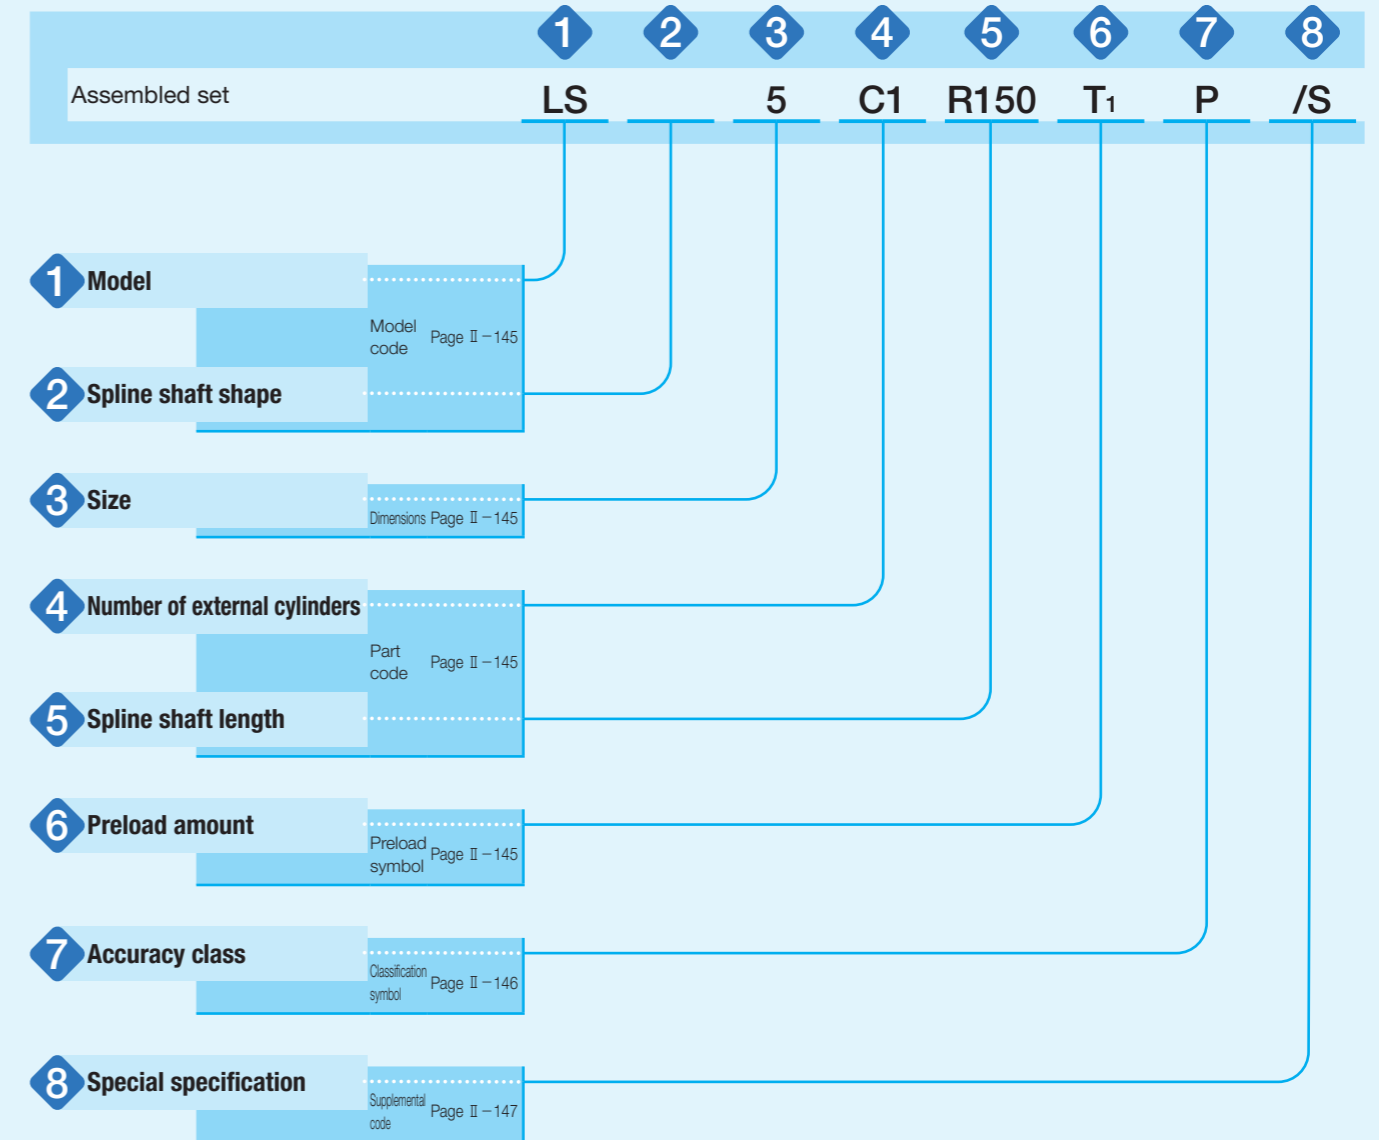 1 2 3 4 5 6 7 8
Assembled set LS 5 C1 R150 T1 P /S
1 Model
Model code Page Ⅱ－145
2 Spline shaft shape
3 Size
Dimensions Page Ⅱ－145
4 Number of external cylinders
Part code Page Ⅱ－145
5 Spline shaft length
6 Preload amount
Preload symbol Page Ⅱ－145
7 Accuracy class
Classification symbol Page Ⅱ－146
8 Special specification
Supplemental code Page Ⅱ－147